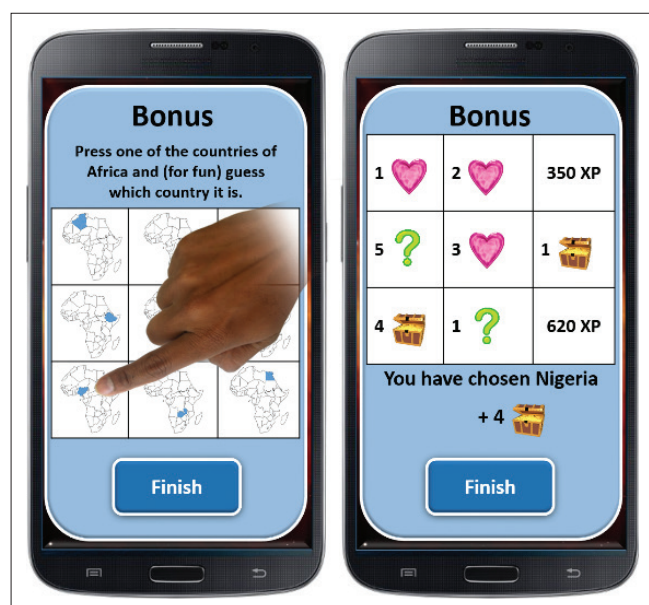 Bonus
Press one of the countries of
Africa and (for fun) guess
which country it is.
Finish
Bonus
1
2
350 XP
5
3
1
4
1
620 XP
You have chosen Nigeria
+ 4
Finish